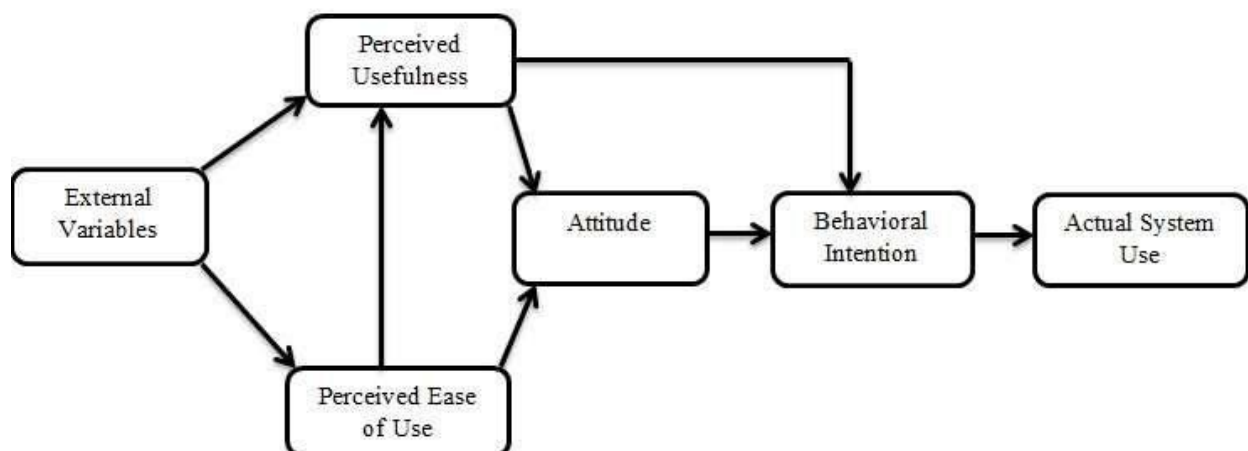 Perceived
Usefulness
External
Variables
Attitude
Behavioral
Intention
Actual System
Use
Perceived Ease
of Use